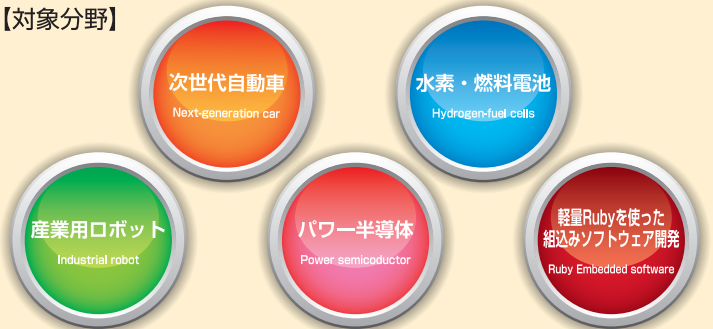 【対象分野】
次世代自動車
Next-generation car
水素・燃料電池
Hydrogen-fuel cells
産業用ロボット
Industrial robot
パワー半導体
Power semicoductor
軽量Rubyを使った
組込みソフトウェア開発
Ruby Embedded software